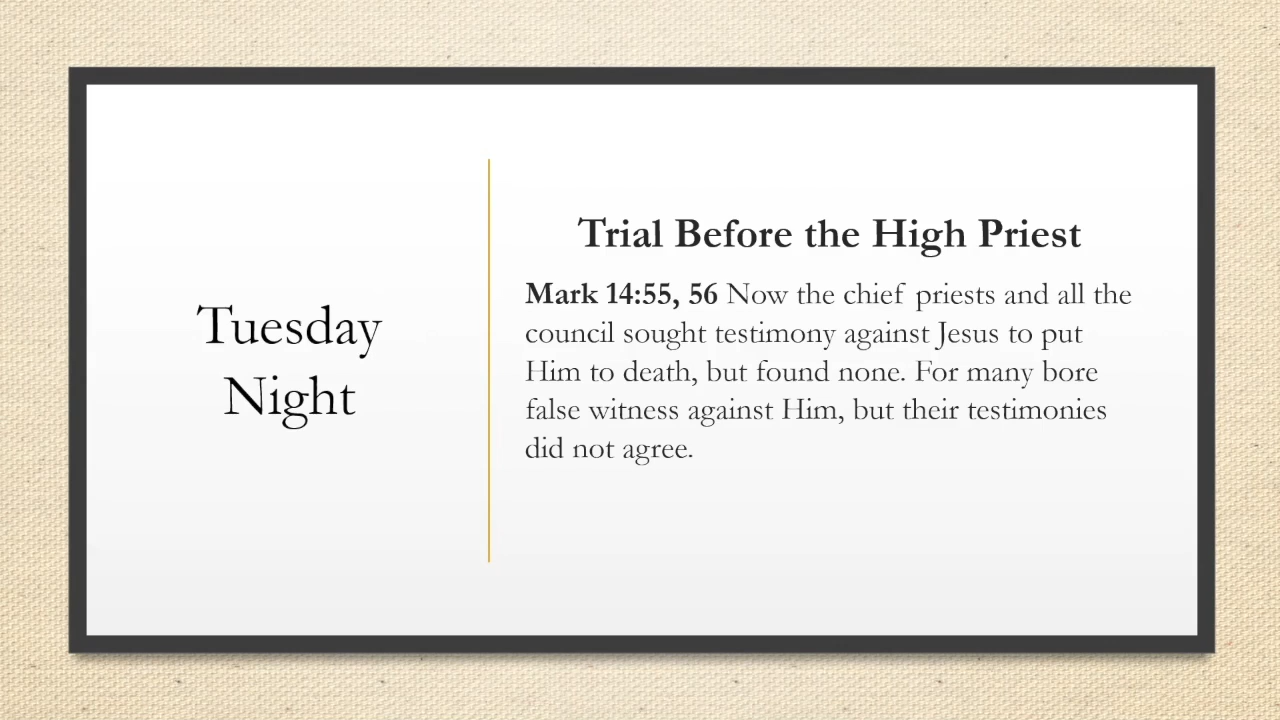 Tuesday
Night
Trial Before the High Priest
Mark 14:55, 56 Now the chief priests and all the
council sought testimony against Jesus to put
Him to death, but found none. For many bore
false witness against Him, but their testimonies
did not agree.